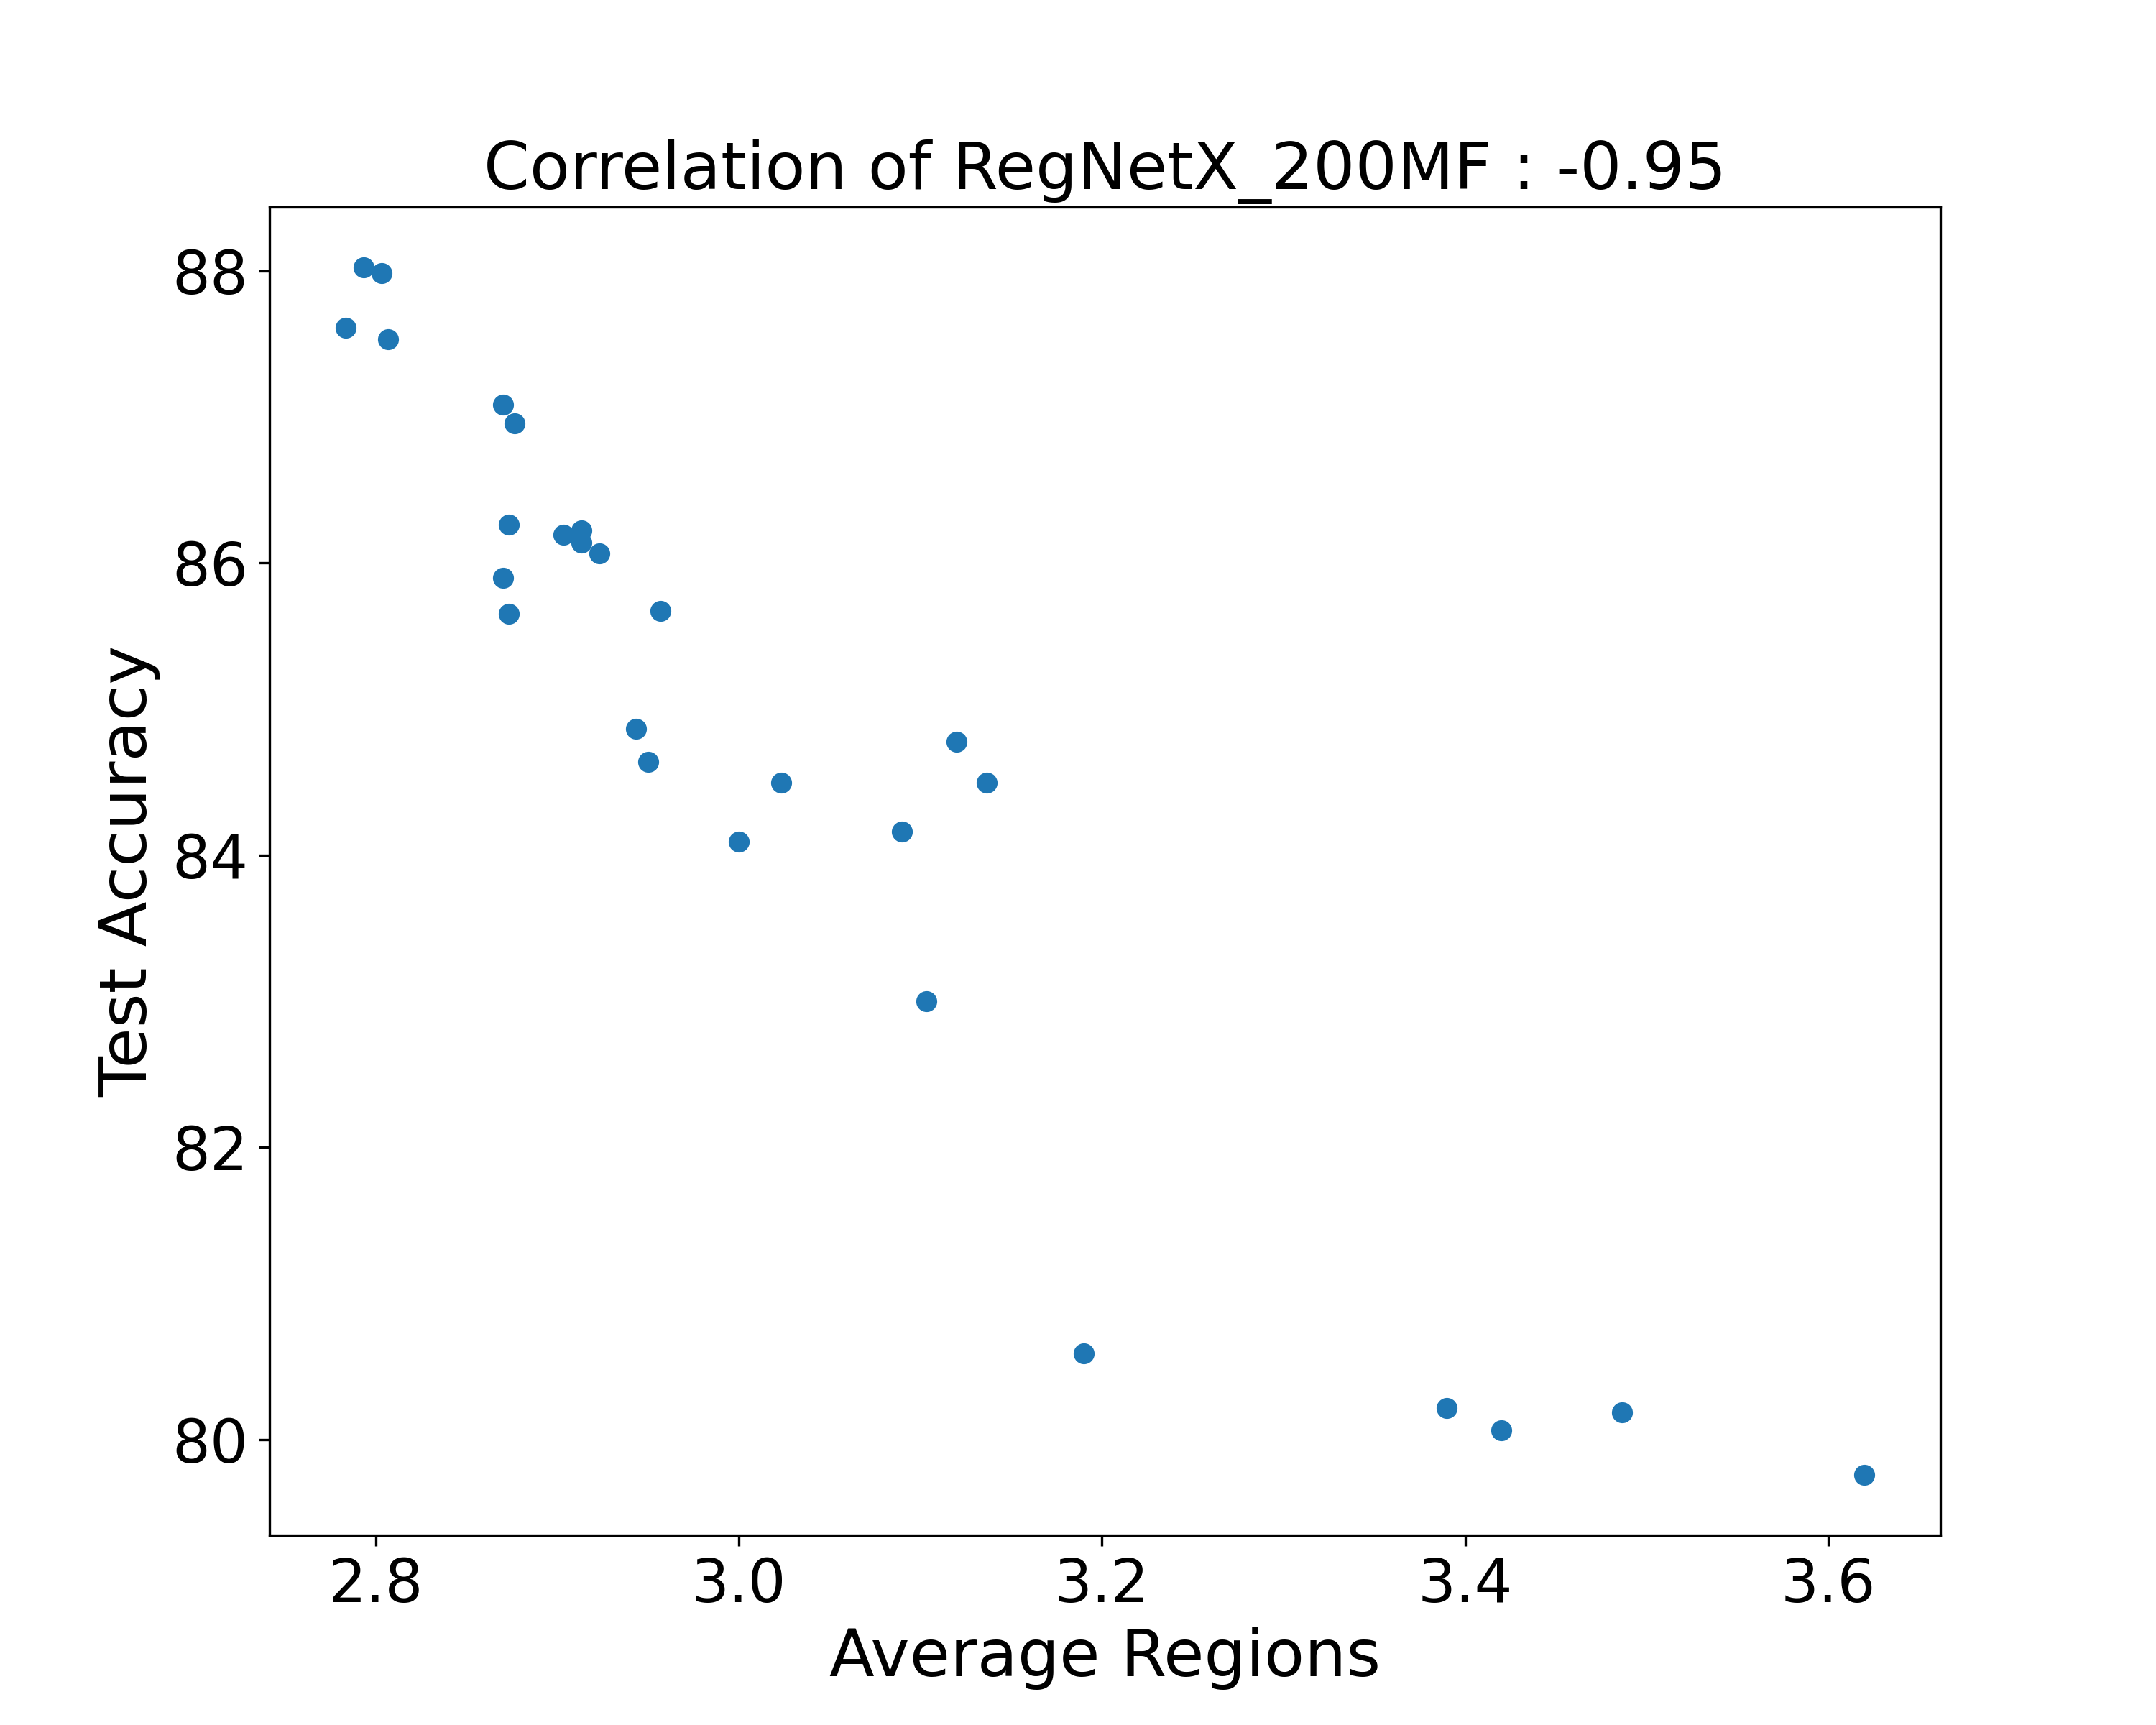 Correlation of RegNetX_200MF : -0.95
88
86
84
82
80
Test Accuracy
2.8 3.0 3.2 3.4 3.6
Average Regions